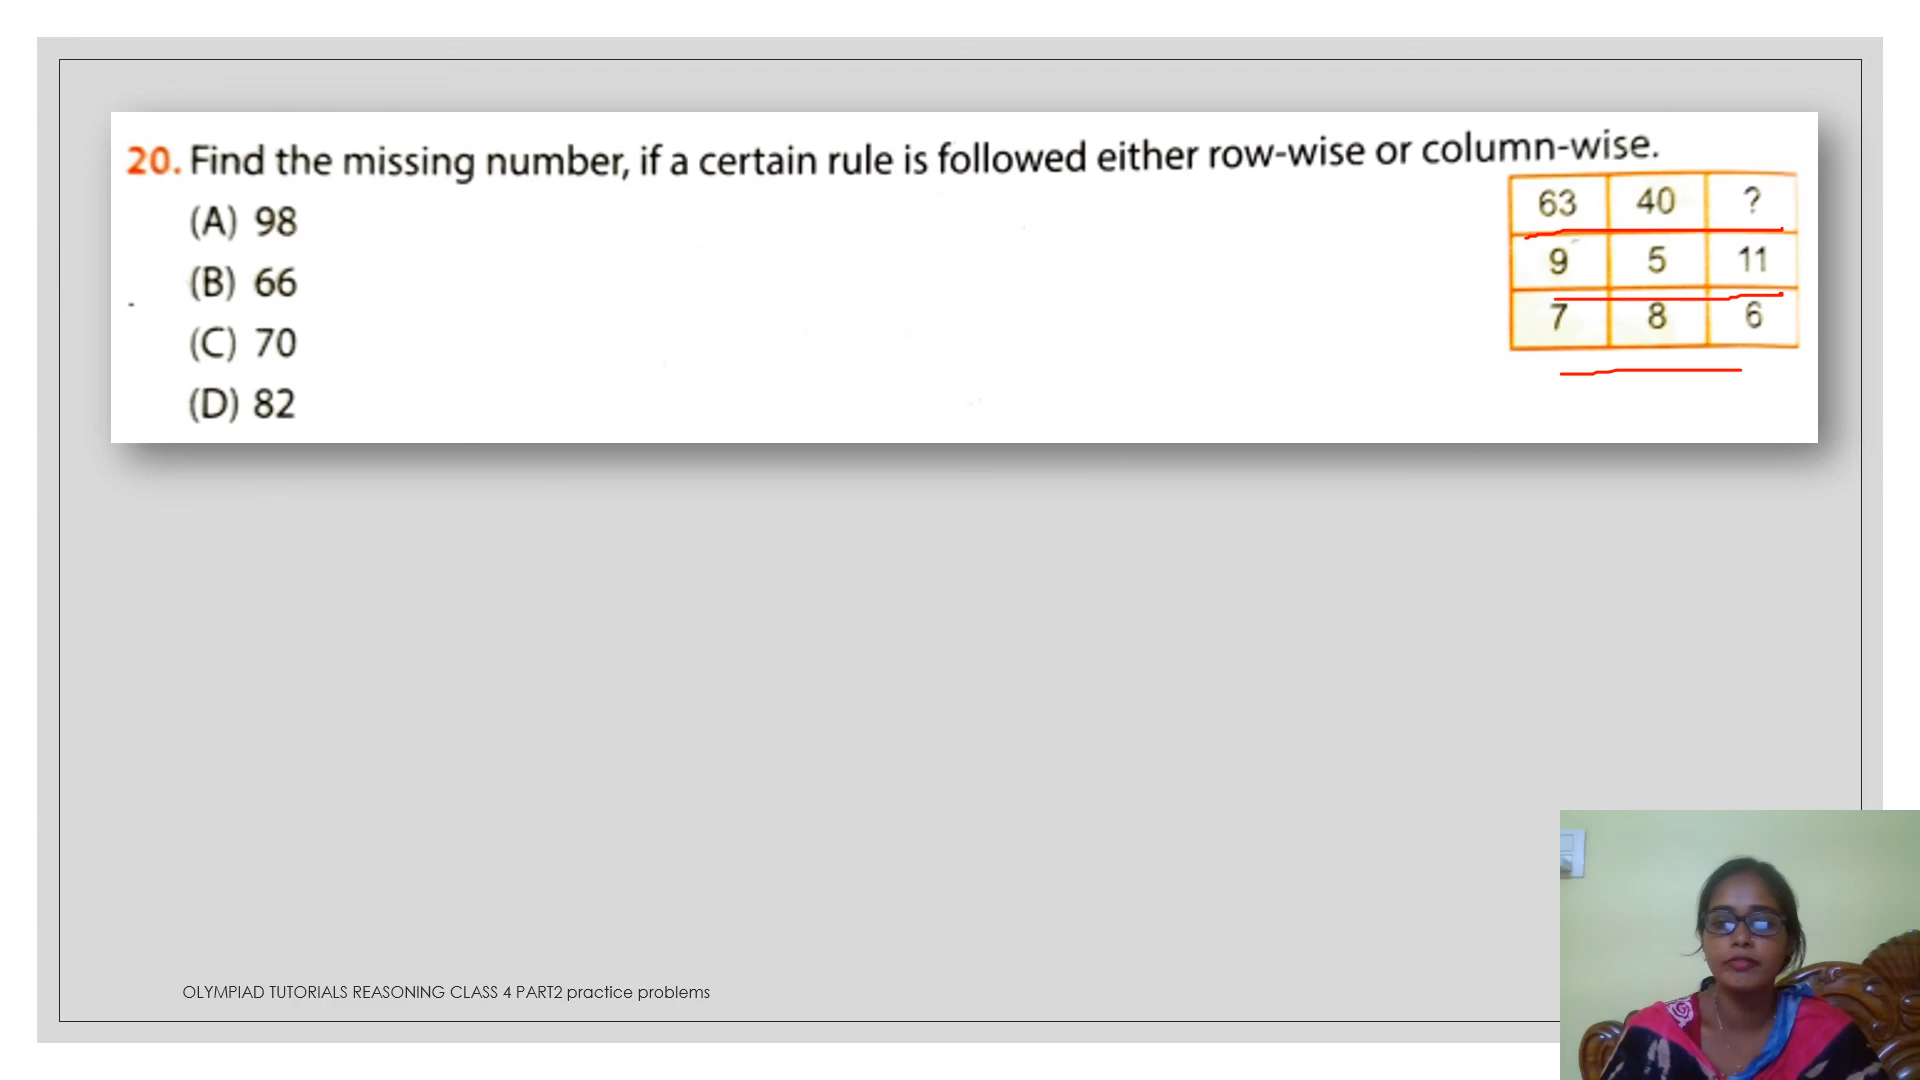 20. Find the missing number, if a certain rule is followed either row-wise or column-wise.
(A) 98
(B) 66
(C) 70
(D) 82
63 40 ?
9 5 11
7 8 6
OLYMPIAD TUTORIALS REASONING CLASS 4 PART2 practice problems